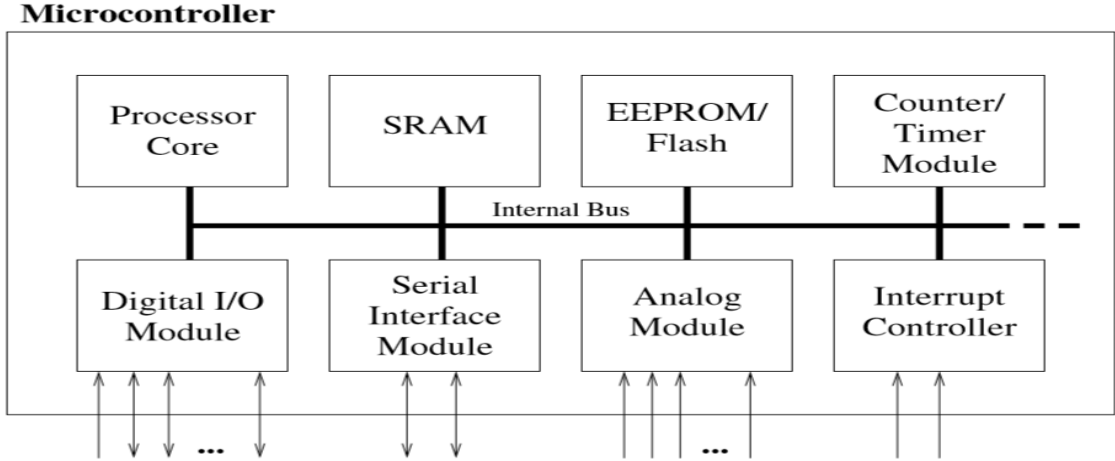 Microcontroller
Processor
Core
SRAM
EEPROM/
Flash
Counter/
Timer
Module
Internal Bus
Digital I/O
Module
Serial
Interface
Module
Analog
Module
Interrupt
Controller
...
...